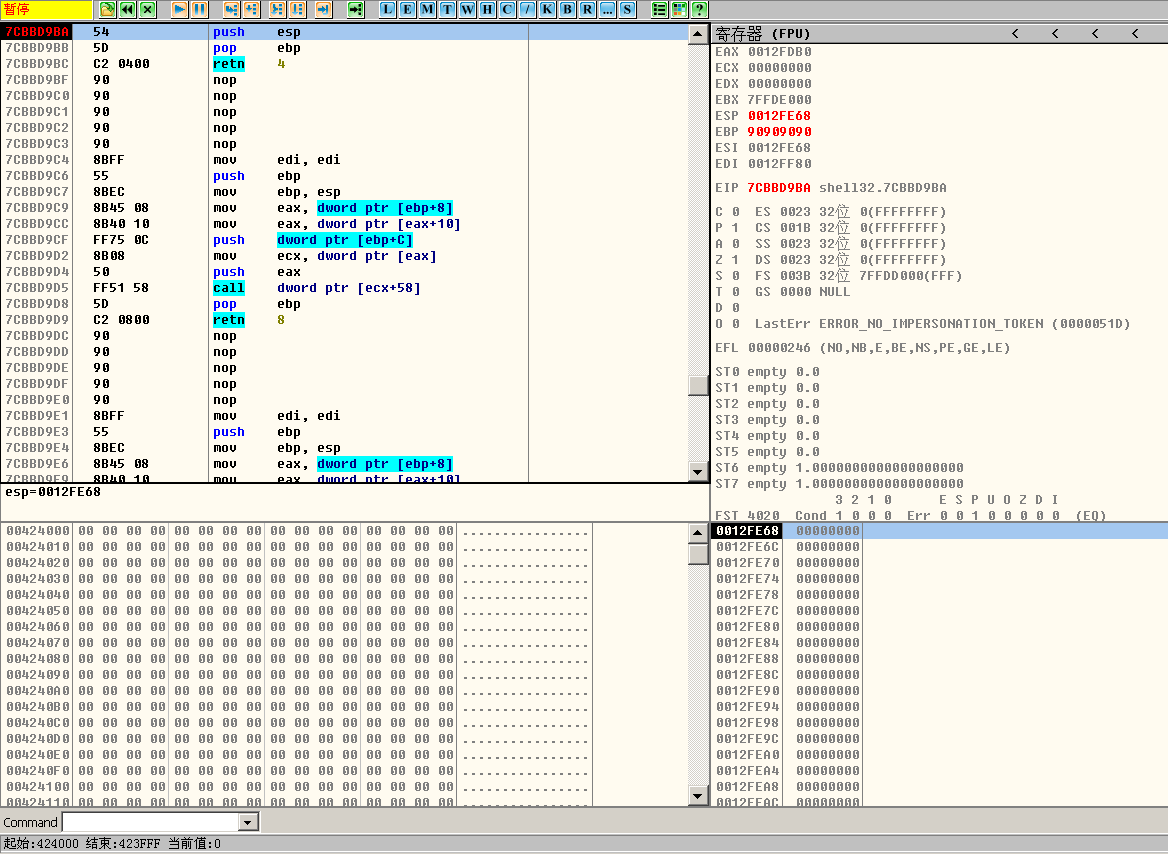 暂停 L E M T W H C / K B R ... S ?
7CBBD9BA 54 push esp
7CBBD9BB 5D pop ebp
7CBBD9BC C2 0400 retn 4
7CBBD9BF 90 nop
7CBBD9C0 90 nop
7CBBD9C1 90 nop
7CBBD9C2 90 nop
7CBBD9C3 90 nop
7CBBD9C4 8BFF mov edi, edi
7CBBD9C6 55 push ebp
7CBBD9C7 8BEC mov ebp, esp
7CBBD9C9 8B45 08 mov eax, dword ptr [ebp+8]
7CBBD9CC 8B40 10 mov eax, dword ptr [eax+10]
7CBBD9CF FF75 0C push dword ptr [ebp+C]
7CBBD9D2 8B08 mov ecx, dword ptr [eax]
7CBBD9D4 50 push eax
7CBBD9D5 FF51 58 call dword ptr [ecx+58]
7CBBD9D8 5D pop ebp
7CBBD9D9 C2 0800 retn 8
7CBBD9DC 90 nop
7CBBD9DD 90 nop
7CBBD9DE 90 nop
7CBBD9DF 90 nop
7CBBD9E0 90 nop
7CBBD9E1 8BFF mov edi, edi
7CBBD9E3 55 push ebp
7CBBD9E4 8BEC mov ebp, esp
7CBBD9E6 8B45 08 mov eax, dword ptr [ebp+8]
7CBBD9E9 8B40 10 mov eax, dword ptr [eax+10]
esp=0012FE68
寄存器 (FPU) < < < <
EAX 0012FDB0
ECX 00000000
EDX 00000000
EBX 7FFDE000
ESP 0012FE68
EBP 90909090
ESI 0012FE68
EDI 0012FF80
EIP 7CBBD9BA shell32.7CBBD9BA
C 0 ES 0023 32位 0(FFFFFFFF)
P 1 CS 001B 32位 0(FFFFFFFF)
A 0 SS 0023 32位 0(FFFFFFFF)
Z 1 DS 0023 32位 0(FFFFFFFF)
S 0 FS 003B 32位 7FFDD000(FFF)
T 0 GS 0000 NULL
D 0
O 0 LastErr ERROR_NO_IMPERSONATION_TOKEN (0000051D)
EFL 00000246 (NO,NB,E,BE,NS,PE,GE,LE)
ST0 empty 0.0
ST1 empty 0.0
ST2 empty 0.0
ST3 empty 0.0
ST4 empty 0.0
ST5 empty 0.0
ST6 empty 1.0000000000000000000
ST7 empty 1.0000000000000000000
3 2 1 0 E S P U O Z D I
FST 4020 Cond 1 0 0 0 Err 0 0 1 0 0 0 0 0 (EQ)
00424000 00 00 00 00 00 00 00 00 00 00 00 00 00 00 00 00 ................
00424010 00 00 00 00 00 00 00 00 00 00 00 00 00 00 00 00 ................
00424020 00 00 00 00 00 00 00 00 00 00 00 00 00 00 00 00 ................
00424030 00 00 00 00 00 00 00 00 00 00 00 00 00 00 00 00 ................
00424040 00 00 00 00 00 00 00 00 00 00 00 00 00 00 00 00 ................
00424050 00 00 00 00 00 00 00 00 00 00 00 00 00 00 00 00 ................
00424060 00 00 00 00 00 00 00 00 00 00 00 00 00 00 00 00 ................
00424070 00 00 00 00 00 00 00 00 00 00 00 00 00 00 00 00 ................
00424080 00 00 00 00 00 00 00 00 00 00 00 00 00 00 00 00 ................
00424090 00 00 00 00 00 00 00 00 00 00 00 00 00 00 00 00 ................
004240A0 00 00 00 00 00 00 00 00 00 00 00 00 00 00 00 00 ................
004240B0 00 00 00 00 00 00 00 00 00 00 00 00 00 00 00 00 ................
004240C0 00 00 00 00 00 00 00 00 00 00 00 00 00 00 00 00 ................
004240D0 00 00 00 00 00 00 00 00 00 00 00 00 00 00 00 00 ................
004240E0 00 00 00 00 00 00 00 00 00 00 00 00 00 00 00 00 ................
004240F0 00 00 00 00 00 00 00 00 00 00 00 00 00 00 00 00 ................
00424100 00 00 00 00 00 00 00 00 00 00 00 00 00 00 00 00 ................
00424110 00 00 00 00 00 00 00 00 00 00 00 00 00 00 00 00 ................
0012FE68 00000000
0012FE6C 00000000
0012FE70 00000000
0012FE74 00000000
0012FE78 00000000
0012FE7C 00000000
0012FE80 00000000
0012FE84 00000000
0012FE88 00000000
0012FE8C 00000000
0012FE90 00000000
0012FE94 00000000
0012FE98 00000000
0012FE9C 00000000
0012FEA0 00000000
0012FEA4 00000000
0012FEA8 00000000
0012FEAC 00000000
Command
起始:424000 结束:423FFF 当前值:0